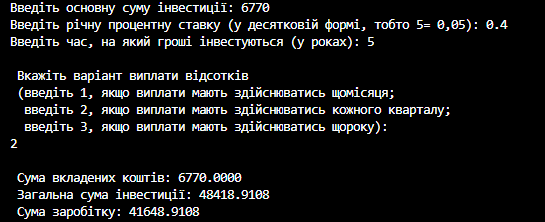 Введіть основну суму інвестиції: 6770
Введіть річну процентну ставку (у десятковій формі, тобто 5= 0,05): 0.4
Введіть час, на який гроші інвестуються (у роках): 5
Вкажіть варіант виплати відсотків
(введіть 1, якщо виплати мають здійснюватись щомісяця;
введіть 2, якщо виплати мають здійснюватись кожного кварталу;
введіть 3, якщо виплати мають здійснюватись щороку):
2
Сума вкладених коштів: 6770.0000
Загальна сума інвестиції: 48418.9108
Сума заробітку: 41648.9108